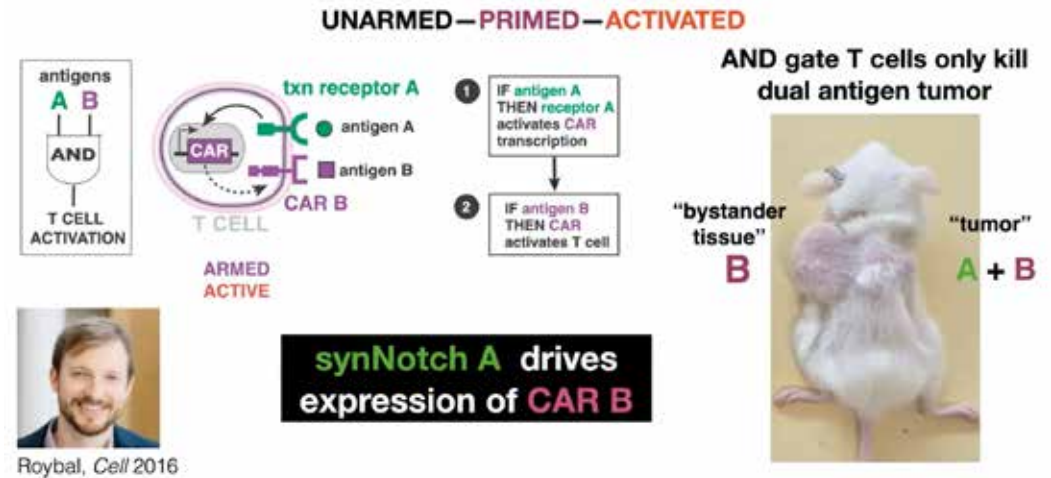 UNARMED—PRIMED—ACTIVATED
antigens
A B
AND
T CELL
ACTIVATION
txn receptor A
antigen A
CAR
antigen B
CAR B
T CELL
ARMED
ACTIVE
1
IF antigen A
THEN receptor A
activates CAR
transcription
2
IF antigen B
THEN CAR
activates T cell
AND gate T cells only kill
dual antigen tumor
"bystander
tissue"
B
"tumor"
A + B
synNotch A drives
expression of CAR B
Roybal, Cell 2016